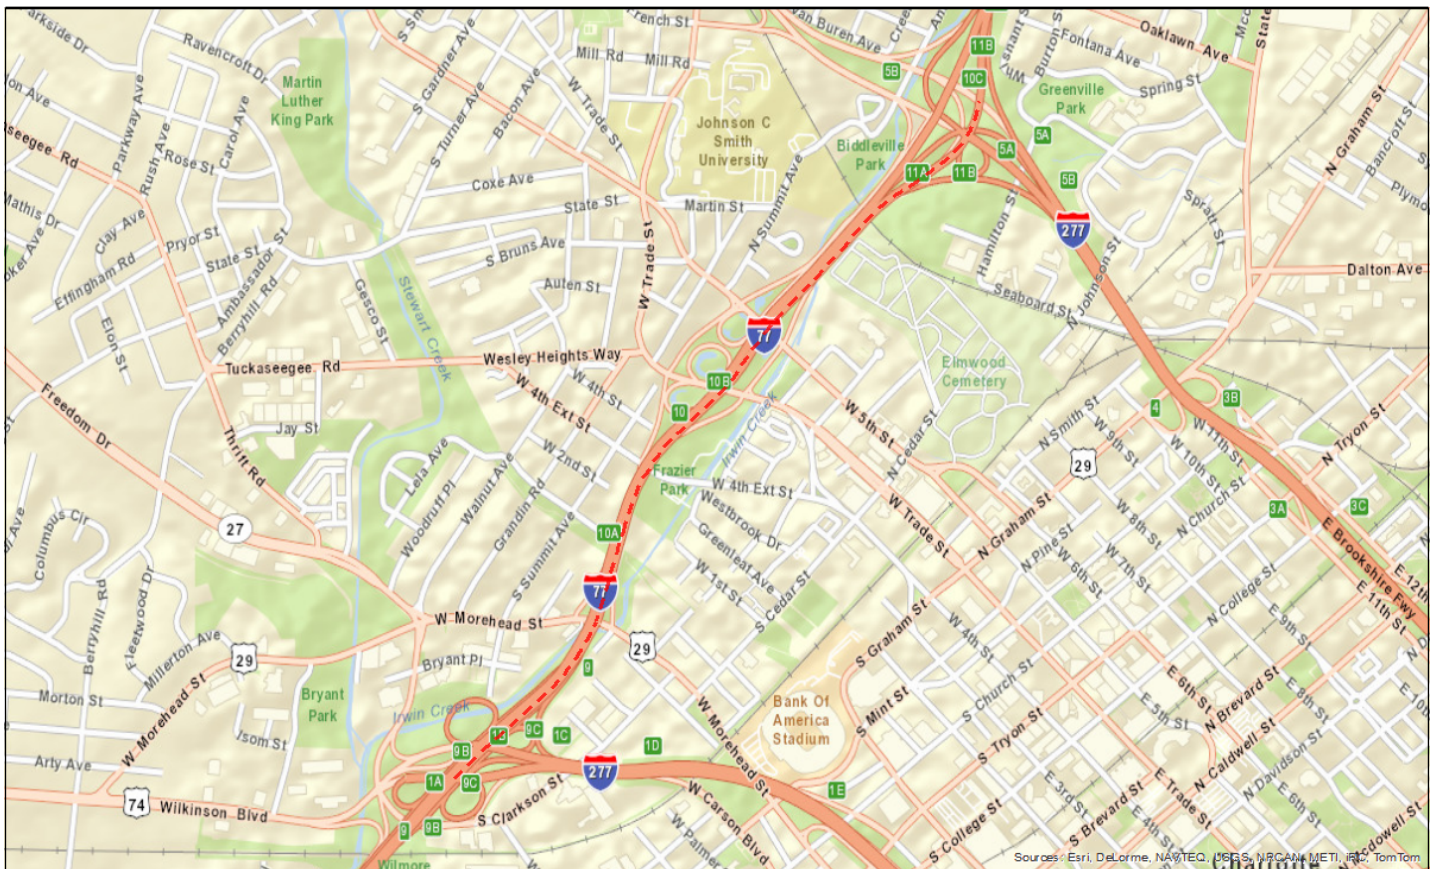 French St
Van Buren Ave
Oaklawn Ave
State
Parkside Dr
Ravencroft Dr
S Gardner Ave
Mill Rd
Mill Rd
11B
Fontana Ave
Burton St
5B
10C
Spring St
Martin
Luther
King Park
Greenville
Park
S Turner Ave
Bacon Ave
W Trade St
Johnson C
Smith
University
N Graham St
Bancroft St
Parkway Ave
Rush Ave
Carol Ave
Rose St
Biddleville
Park
5A
5A
11A
11B
5B
Coxe Ave
State St
Martin St
N Summit Ave
Mathis Dr
Clay Ave
Pryor St
State St
S Bruns Ave
Hamilton St
277
Spratt St
Effingham Rd
Ambassador St
Berryhill Rd
Gesco St
Stewart Creek
Auten St
W Trade St
Seaboard St
N Johnson St
Dalton Ave
Elon St
77
Tuckaseegee Rd
Wesley Heights Way
Elmwood
Cemetery
10B
10
W 4th St
W 4th Ext St
Irwin Creek
W 5th St
N Cedar St
N Smith St
4
3B
Freedom Dr
Thrift Rd
Jay St
Leila Ave
W 2nd St
W 9th St
W 11th St
W 10th St
N Tryon St
Woodruff Pl
Walnut Ave
Grandin Rd
Frazier
Park
W 4th Ext St
29
Westbrook Dr
W Trade St
N Graham St
W 8th St
N Church St
3A
3C
Columbus Cir
27
10A
S Summit Ave
Greenleaf Ave
W 1st St
N Pine St
W 6th St
W 7th St
E Brookshire Fwy
E 12th
E 11th St
77
S Cedar St
N College St
Berryhill Rd
Fleetwood Dr
Millerton Ave
W Morehead St
29
29
S Graham St
W 4th St
E 9th St
Bryant Pl
9
Bryant
Park
Irwin Creek
Morton St
W Morehead St
Isom St
Bank Of
America
Stadium
S Mint St
S Church St
E 6th St
E 5th St
N Brevard St
E 8th St
W Morehead St
Arly Ave
9C
1C
9B
1D
S Tryon St
N Caldwell St
N Davidson St
1A
9C
277
1E
74
Wilkinson Blvd
S Clarkson St
W Carson Blvd
E 3rd St
S Brevard St
E Trade St
E 6th St
9
9B
W Palmer
S College St
E 4th St
N McDowell St
Wilmore
Charlotte
Sources: Esri, DeLorme, NAVTEQ, USGS, NRCAN, METI, iPC, TomTom